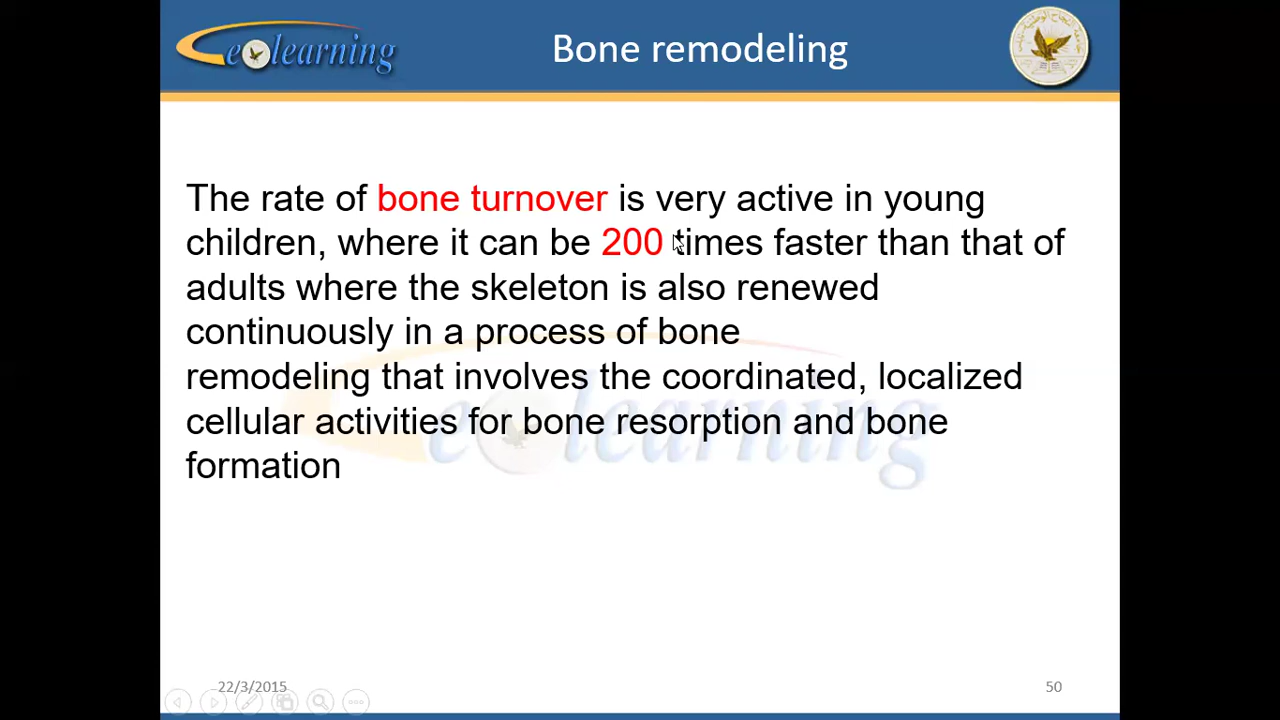 eolearning
Bone remodeling
The rate of bone turnover is very active in young
children, where it can be 200 times faster than that of
adults where the skeleton is also renewed
continuously in a process of bone
remodeling that involves the coordinated, localized
cellular activities for bone resorption and bone
formation
eolearning
22/3/2015
50